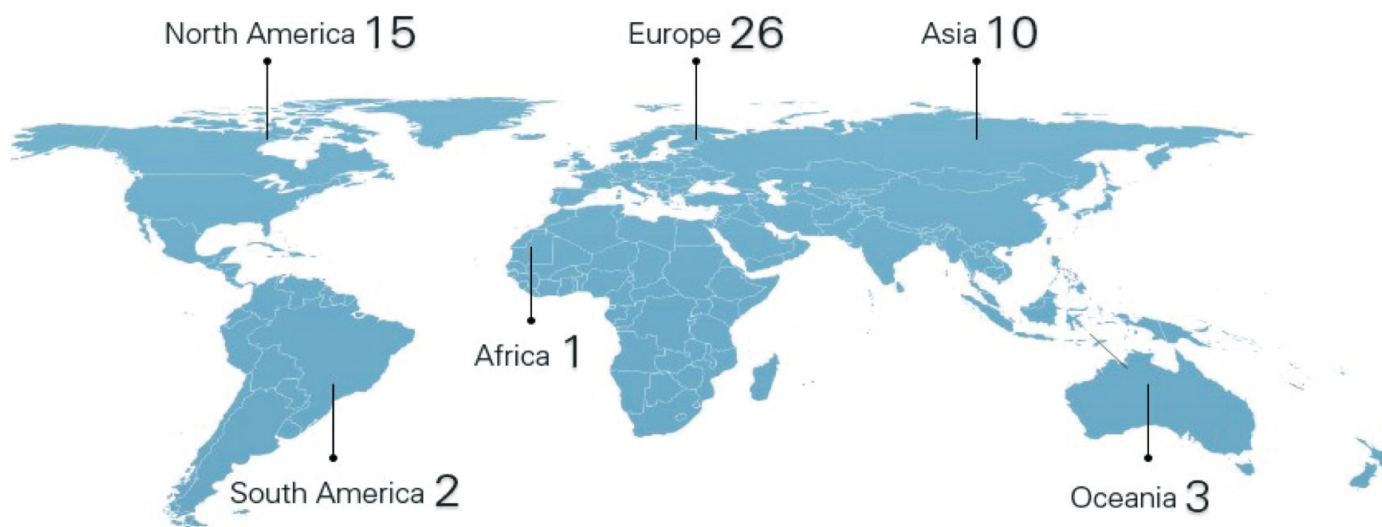 North America 15
Europe 26
Asia 10
Africa 1
South America 2
Oceania 3